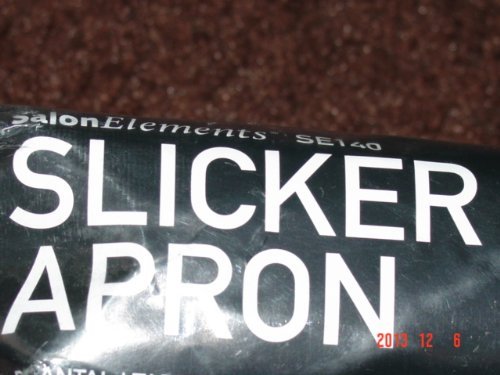 SalonElements SE140
SLICKER
APRON
2013 12 6